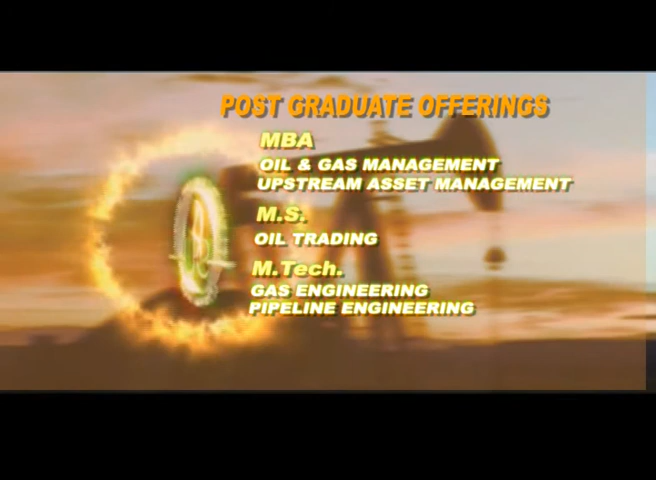 POST GRADUATE OFFERINGS
MBA
OIL & GAS MANAGEMENT
UPSTREAM ASSET MANAGEMENT
M.S.
OIL TRADING
M.Tech.
GAS ENGINEERING
PIPELINE ENGINEERING